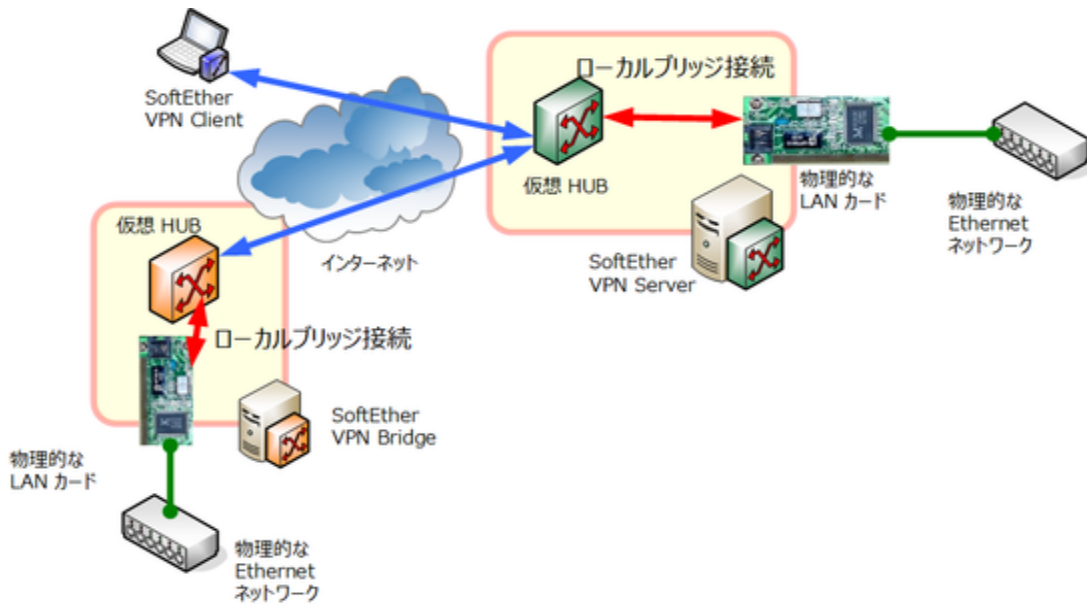 SoftEther
VPN Client
ローカルブリッジ接続
仮想 HUB
物理的な
LAN カード
物理的な
Ethernet
ネットワーク
SoftEther
VPN Server
インターネット
仮想 HUB
ローカルブリッジ接続
SoftEther
VPN Bridge
物理的な
LAN カード
物理的な
Ethernet
ネットワーク